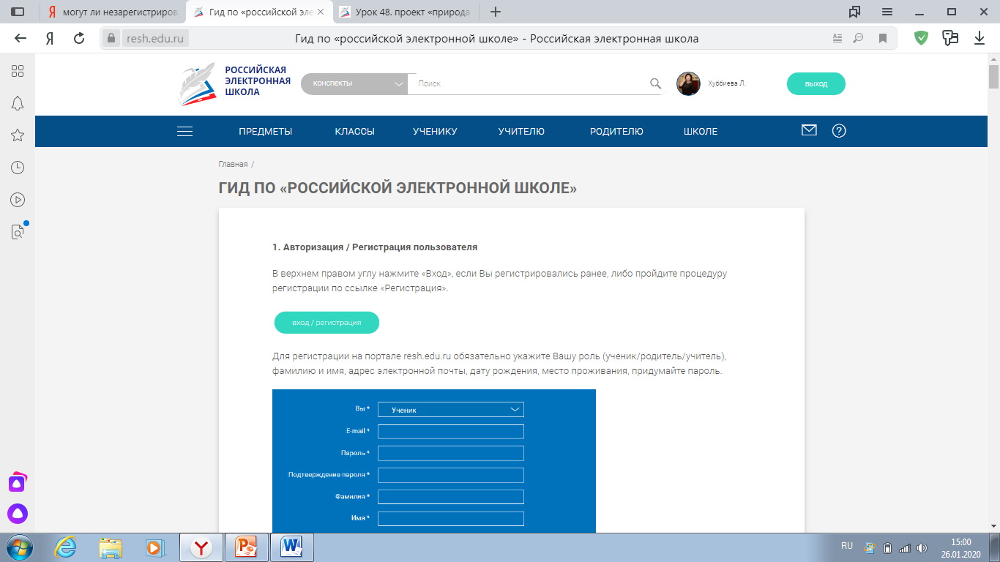 могут ли незарегистриров
Гид по «российской эле
Урок 48. проект «природа
resh.edu.ru
Гид по «российской электронной школе» - Российская электронная школа
РОССИЙСКАЯ
ЭЛЕКТРОННАЯ
ШКОЛА
КОНСПЕКТЫ
Поиск
Хуббиева Л.
ВЫХОД
ПРЕДМЕТЫ
КЛАССЫ
УЧЕНИКУ
УЧИТЕЛЮ
РОДИТЕЛЮ
ШКОЛЕ
Главная /
ГИД ПО «РОССИЙСКОЙ ЭЛЕКТРОННОЙ ШКОЛЕ»
1. Авторизация / Регистрация пользователя
В верхнем правом углу нажмите «Вход», если Вы регистрировались ранее, либо пройдите процедуру
регистрации по ссылке «Регистрация».
вход / регистрация
Для регистрации на портале resh.edu.ru обязательно укажите Вашу роль (ученик/родитель/учитель),
фамилию и имя, адрес электронной почты, дату рождения, место проживания, придумайте пароль.
Вы *
Ученик
E-mail *
Пароль *
Подтверждение пароля *
Фамилия *
Имя *
RU
15:00
26.01.2020